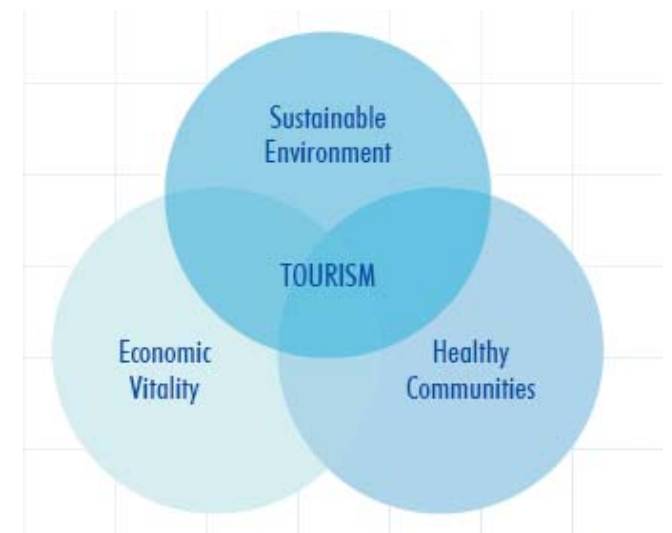 Sustainable
Environment
TOURISM
Economic
Vitality
Healthy
Communities